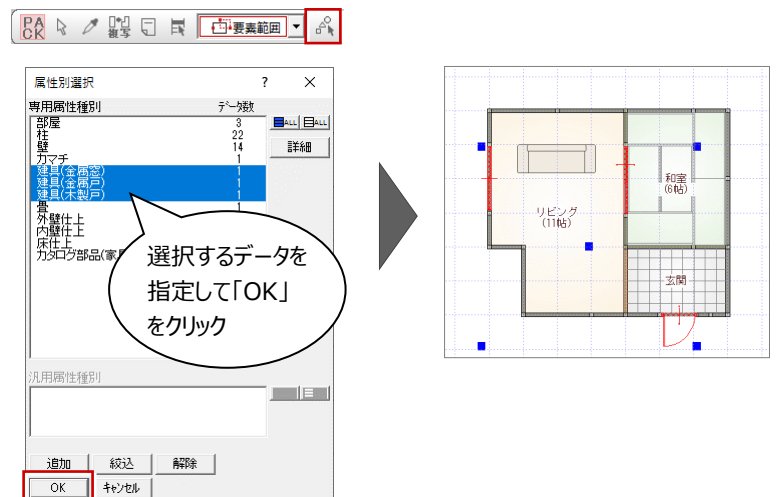 PA
CK
複写
要素範囲
属性別選択
?
×
専用属性種別 データ数
部屋 3
柱 22
壁 14
カマチ 1
建具(金属窓) 1
建具(金属戸) 1
建具(木製戸) 1
畳 1
外壁仕上
内壁仕上
床仕上
カタログ部品(家具
ALL
ALL
詳細
選択するデータを
指定して「OK」
をクリック
汎用属性種別
追加
絞込
解除
OK
キャンセル
リビング
(11帖)
和室
(6帖)
玄関